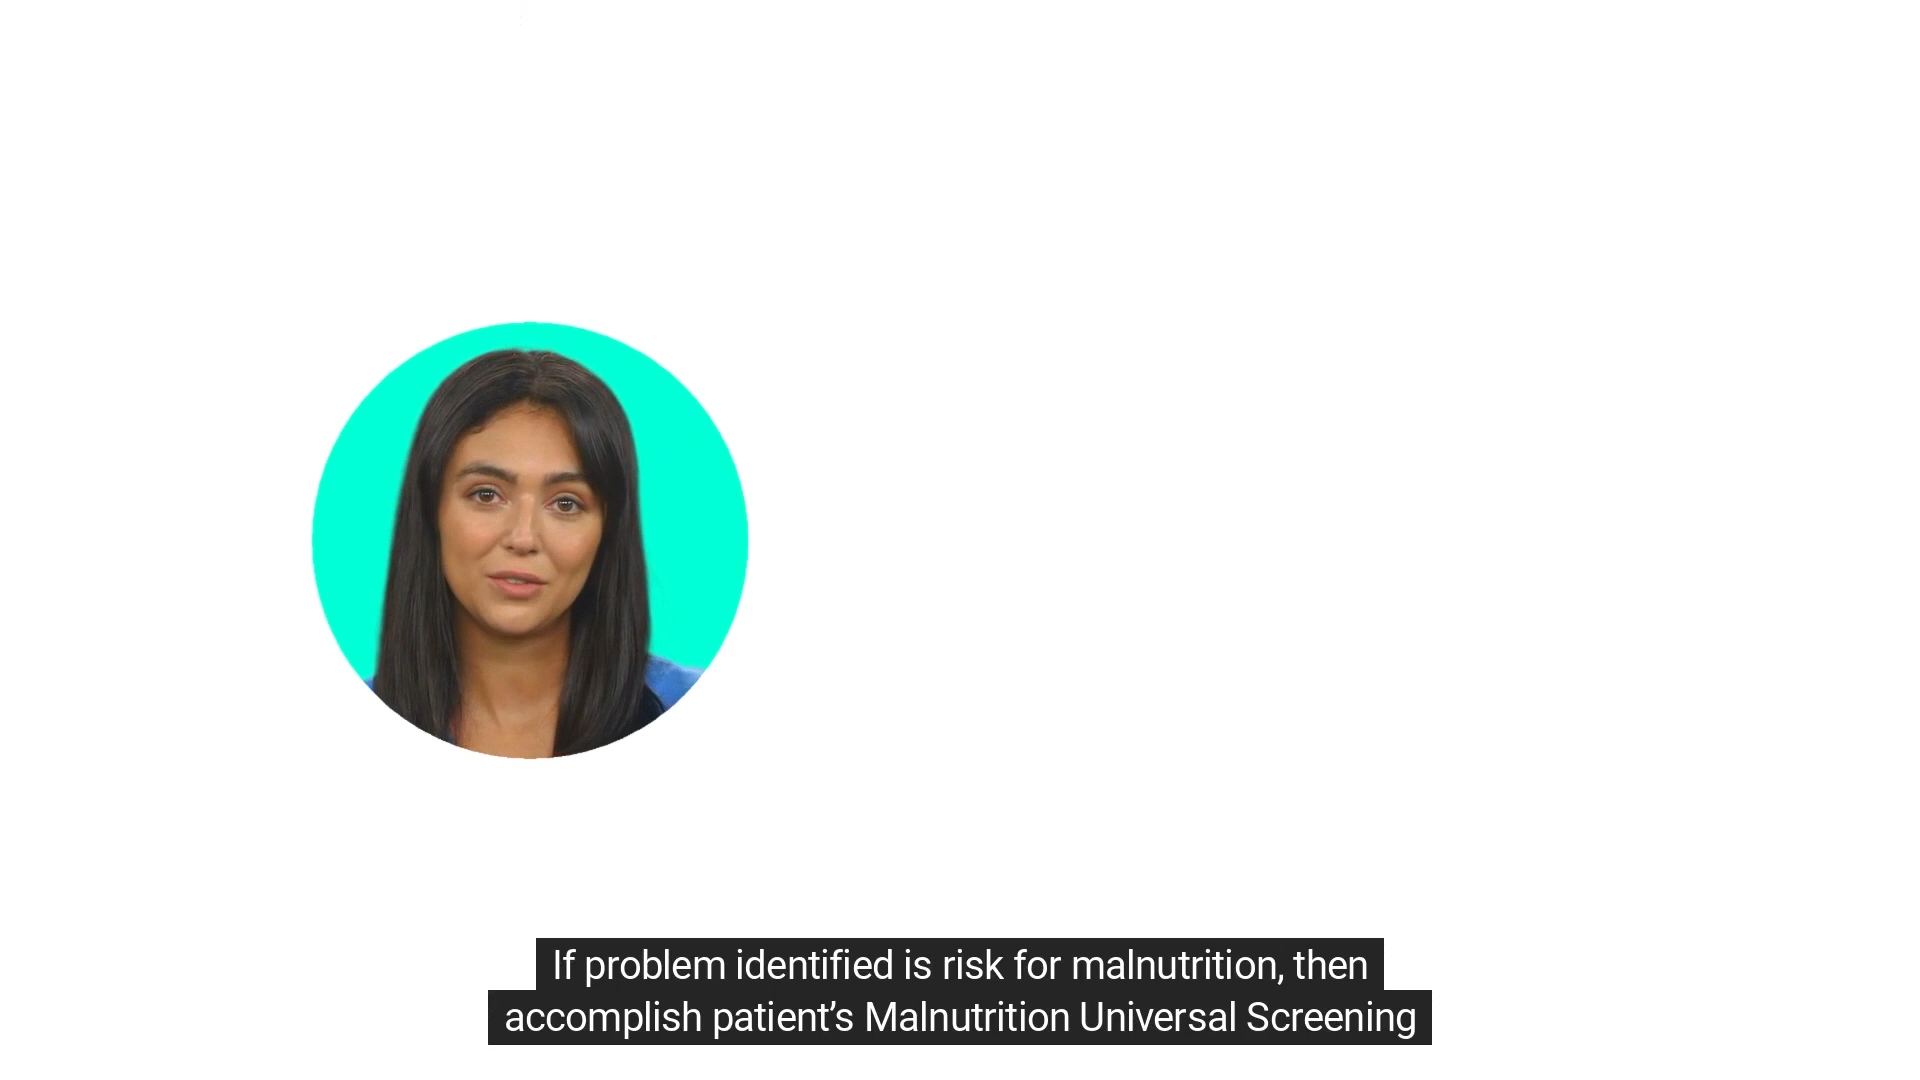 If problem identified is risk for malnutrition, then
accomplish patient’s Malnutrition Universal Screening